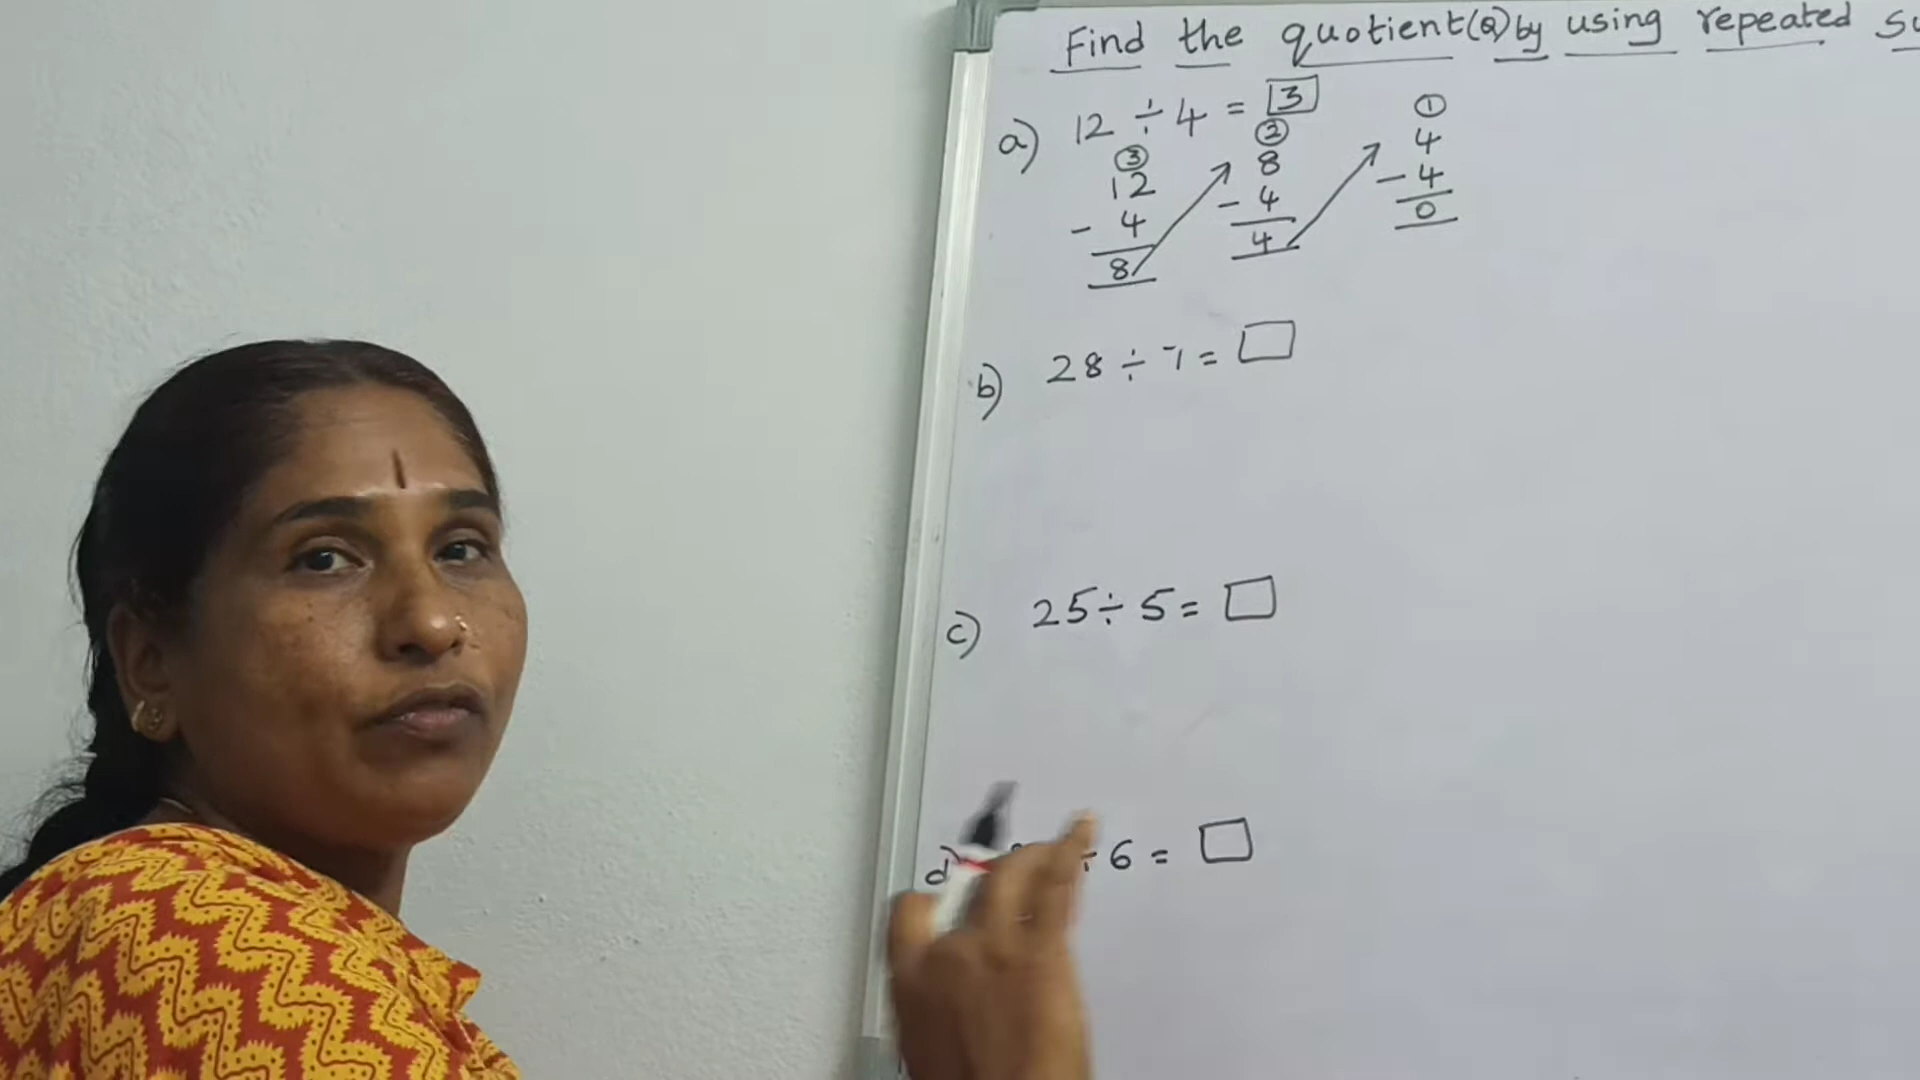 Find the quotient(Q) by using repeated
a) 12 ÷ 4 = 3
③ ② ①
12 8 4
- 4 - 4 - 4
8 4 0
b) 28 ÷ 7 =
c) 25 ÷ 5 =
d) ÷ 6 =